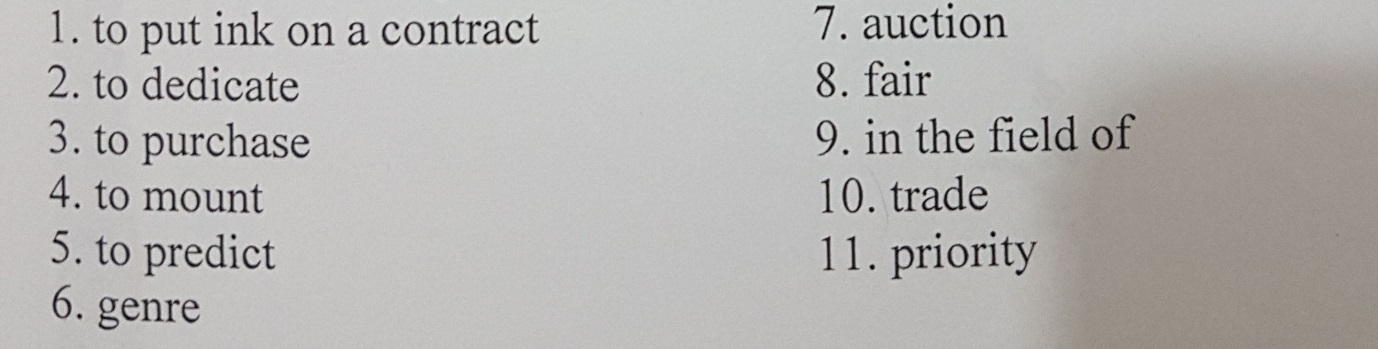 1. to put ink on a contract
2. to dedicate
3. to purchase
4. to mount
5. to predict
6. genre
7. auction
8. fair
9. in the field of
10. trade
11. priority